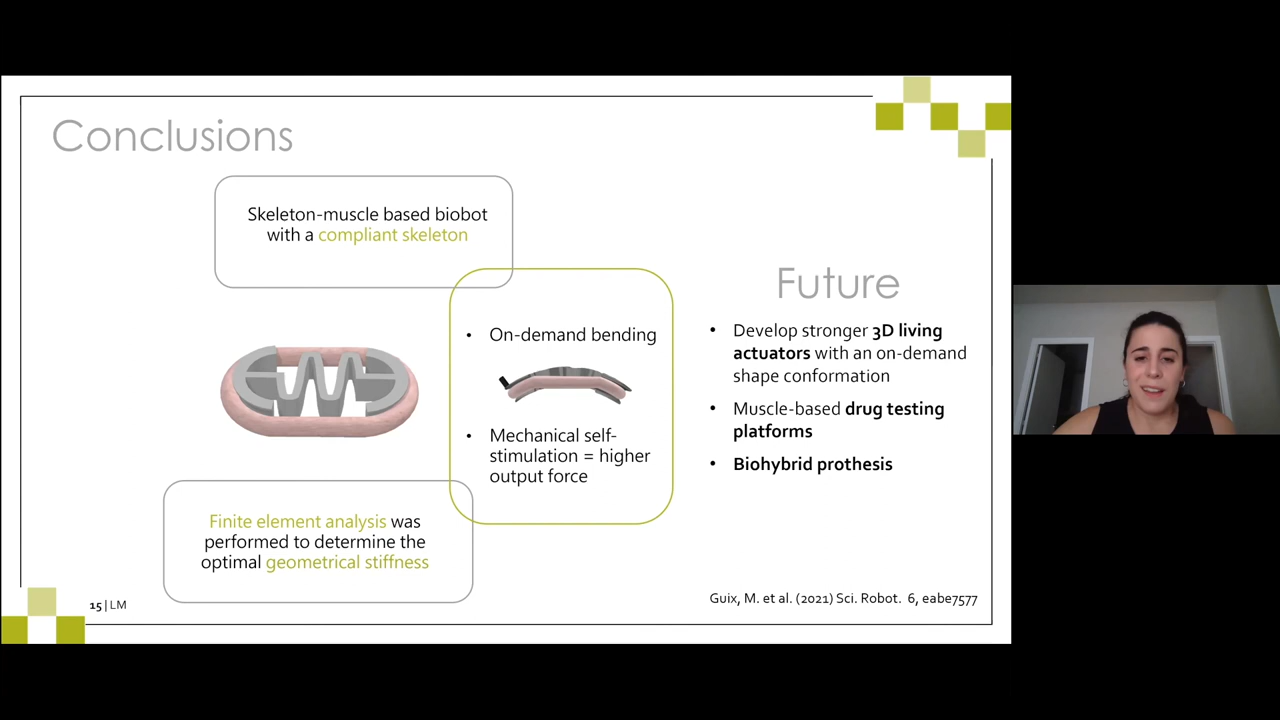 Conclusions
Skeleton-muscle based biobot
with a compliant skeleton
• On-demand bending
• Mechanical self-
stimulation = higher
output force
Finite element analysis was
performed to determine the
optimal geometrical stiffness
Future
• Develop stronger 3D living
actuators with an on-demand
shape conformation
• Muscle-based drug testing
platforms
• Biohybrid prothesis
15 | LM
Guix, M. et al. (2021) Sci. Robot. 6, eabe7577